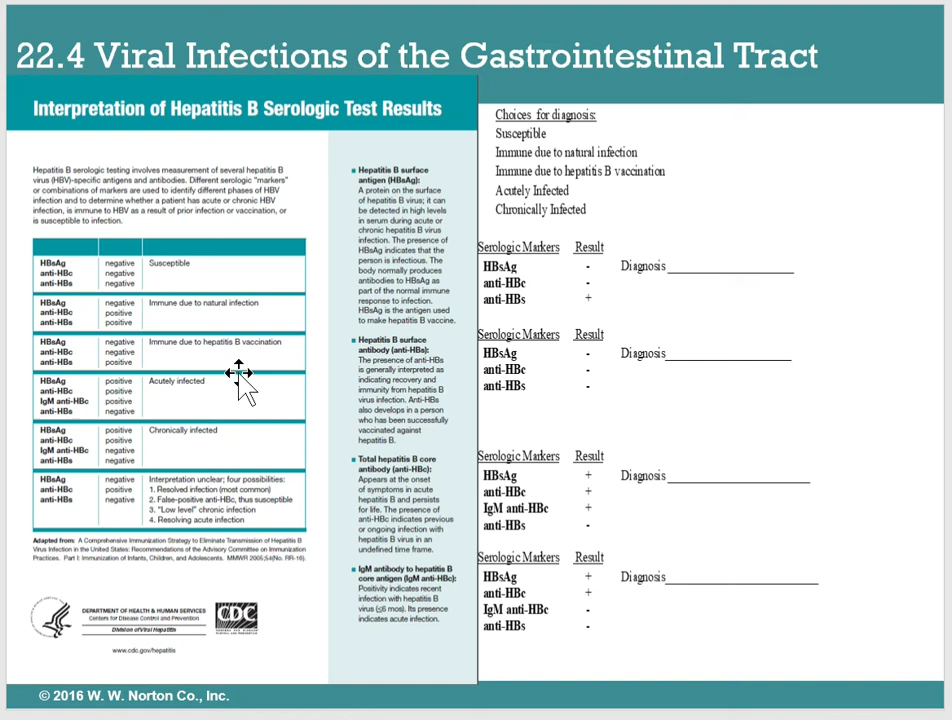 22.4 Viral Infections of the Gastrointestinal Tract
Interpretation of Hepatitis B Serologic Test Results
Hepatitis B serologic testing involves measurement of several hepatitis B
virus (HBV)-specific antigens and antibodies. Different serologic "markers"
or combinations of markers are used to identify different phases of HBV
infection and to determine whether a patient has acute or chronic HBV
infection, is immune to HBV as a result of prior infection or vaccination, or
is susceptible to infection.
HBsAg negative Susceptible
anti-HBc negative
anti-HBs negative
HBsAg negative Immune due to natural infection
anti-HBc positive
anti-HBs positive
HBsAg negative Immune due to hepatitis B vaccination
anti-HBc negative
anti-HBs positive
HBsAg positive Acutely infected
anti-HBc positive
IgM anti-HBc positive
anti-HBs negative
HBsAg positive Chronically infected
anti-HBc positive
IgM anti-HBc negative
anti-HBs negative
HBsAg negative Interpretation unclear; four possibilities:
anti-HBc positive 1. Resolved infection (most common)
anti-HBs negative 2. False-positive anti-HBc, thus susceptible
3. "Low level" chronic infection
4. Resolving acute infection
Adapted from: A Comprehensive Immunization Strategy to Eliminate Transmission of Hepatitis B
Virus Infection in the United States: Recommendations of the Advisory Committee on Immunization
Practices. Part I: Immunization of Infants, Children, and Adolescents. MMWR 2005;54(No. RR-16).
DEPARTMENT OF HEALTH & HUMAN SERVICES
Centers for Disease Control and Prevention
Division of Viral Hepatitis
CDC
www.cdc.gov/hepatitis
■ Hepatitis B surface
antigen (HBsAg):
A protein on the surface
of hepatitis B virus; it can
be detected in high levels
in serum during acute or
chronic hepatitis B virus
infection. The presence of
HBsAg indicates that the
person is infectious. The
body normally produces
antibodies to HBsAg as
part of the normal immune
response to infection.
HBsAg is the antigen used
to make hepatitis B vaccine.
■ Hepatitis B surface
antibody (anti-HBs):
The presence of anti-HBs
is generally interpreted as
indicating recovery and
immunity from hepatitis B
virus infection. Anti-HBs
also develops in a person
who has been successfully
vaccinated against
hepatitis B.
■ Total hepatitis B core
antibody (anti-HBc):
Appears at the onset
of symptoms in acute
hepatitis B and persists
for life. The presence of
anti-HBc indicates previous
or ongoing infection with
hepatitis B virus in an
undefined time frame.
■ IgM antibody to hepatitis B
core antigen (IgM anti-HBc):
Positivity indicates recent
infection with hepatitis B
virus (≤6 mos). Its presence
indicates acute infection.
Choices for diagnosis:
Susceptible
Immune due to natural infection
Immune due to hepatitis B vaccination
Acutely Infected
Chronically Infected
Serologic Markers Result
HBsAg - Diagnosis____________________
anti-HBc -
anti-HBs +
Serologic Markers Result
HBsAg - Diagnosis____________________
anti-HBc -
anti-HBs -
Serologic Markers Result
HBsAg + Diagnosis______________________
anti-HBc +
IgM anti-HBc +
anti-HBs -
Serologic Markers Result
HBsAg + Diagnosis________________________
anti-HBc +
IgM anti-HBc -
anti-HBs -
© 2016 W. W. Norton Co., Inc.